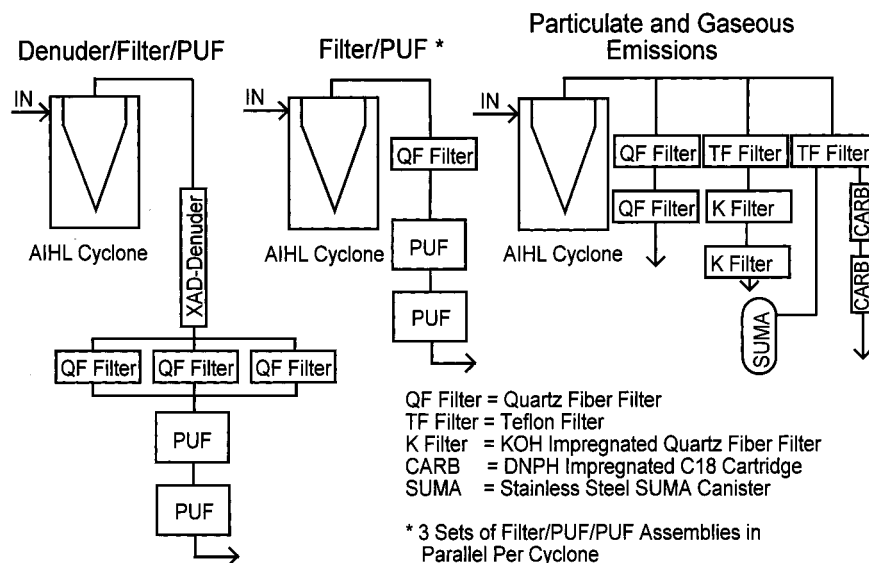 Denuder/Filter/PUF
IN
AIHL Cyclone
XAD-Denuder
QF Filter
QF Filter
QF Filter
PUF
PUF
Filter/PUF *
IN
AIHL Cyclone
QF Filter
PUF
PUF
Particulate and Gaseous
Emissions
IN
AIHL Cyclone
QF Filter
TF Filter
TF Filter
QF Filter
K Filter
K Filter
CARB
CARB
SUMA
QF Filter = Quartz Fiber Filter
TF Filter = Teflon Filter
K Filter = KOH Impregnated Quartz Fiber Filter
CARB = DNPH Impregnated C18 Cartridge
SUMA = Stainless Steel SUMA Canister
* 3 Sets of Filter/PUF/PUF Assemblies in
Parallel Per Cyclone